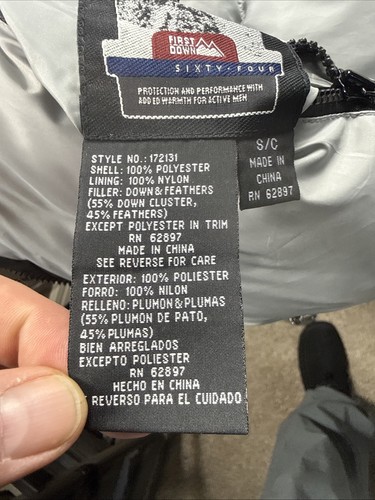 FIRST
DOWN
SIXTY-FOUR
PROTECTION AND PERFORMANCE WITH
ADDED WARMTH FOR ACTIVE MEN
S/C
MADE IN
CHINA
RN 62897
STYLE NO.: 172131
SHELL: 100% POLYESTER
LINING: 100% NYLON
FILLER: DOWN & FEATHERS
(55% DOWN CLUSTER,
45% FEATHERS)
EXCEPT POLYESTER IN TRIM
RN 62897
MADE IN CHINA
SEE REVERSE FOR CARE
EXTERIOR: 100% POLIESTER
FORRO: 100% NILON
RELLENO: PLUMON & PLUMAS
(55% PLUMON DE PATO,
45% PLUMAS)
BIEN ARREGLADOS
EXCEPTO POLIESTER
RN 62897
HECHO EN CHINA
REVERSO PARA EL CUIDADO